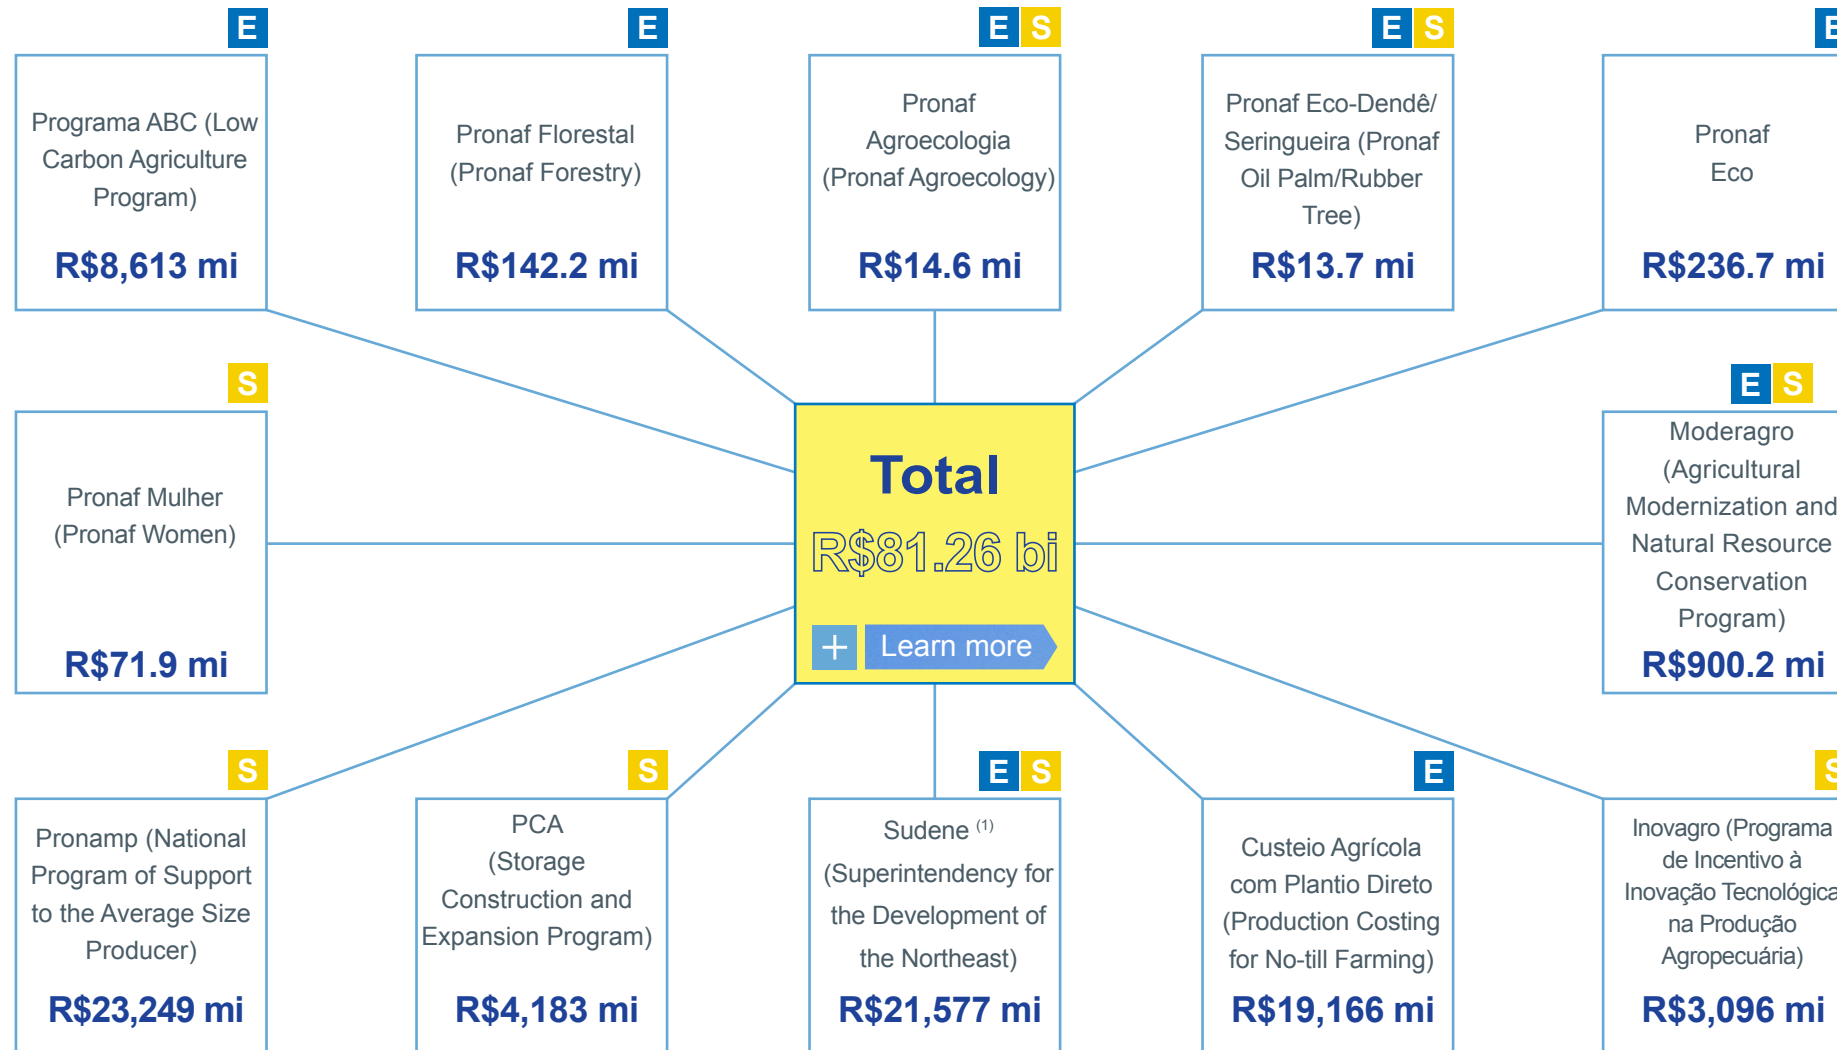 E
Programa ABC (Low
Carbon Agriculture
Program)
R$8,613 mi
E
Pronaf Florestal
(Pronaf Forestry)
R$142.2 mi
E S
Pronaf
Agroecologia
(Pronaf Agroecology)
R$14.6 mi
E S
Pronaf Eco-Dendê/
Seringueira (Pronaf
Oil Palm/Rubber
Tree)
R$13.7 mi
E
Pronaf
Eco
R$236.7 mi
S
Pronaf Mulher
(Pronaf Women)
R$71.9 mi
Total
R$81.26 bi
+ Learn more
E S
Moderagro
(Agricultural
Modernization and
Natural Resource
Conservation
Program)
R$900.2 mi
S
Pronamp (National
Program of Support
to the Average Size
Producer)
R$23,249 mi
S
PCA
(Storage
Construction and
Expansion Program)
R$4,183 mi
E S
Sudene (1)
(Superintendency for
the Development of
the Northeast)
R$21,577 mi
E
Custeio Agrícola
com Plantio Direto
(Production Costing
for No-till Farming)
R$19,166 mi
S
Inovagro (Programa
de Incentivo à
Inovação Tecnológica
na Produção
Agropecuária)
R$3,096 mi